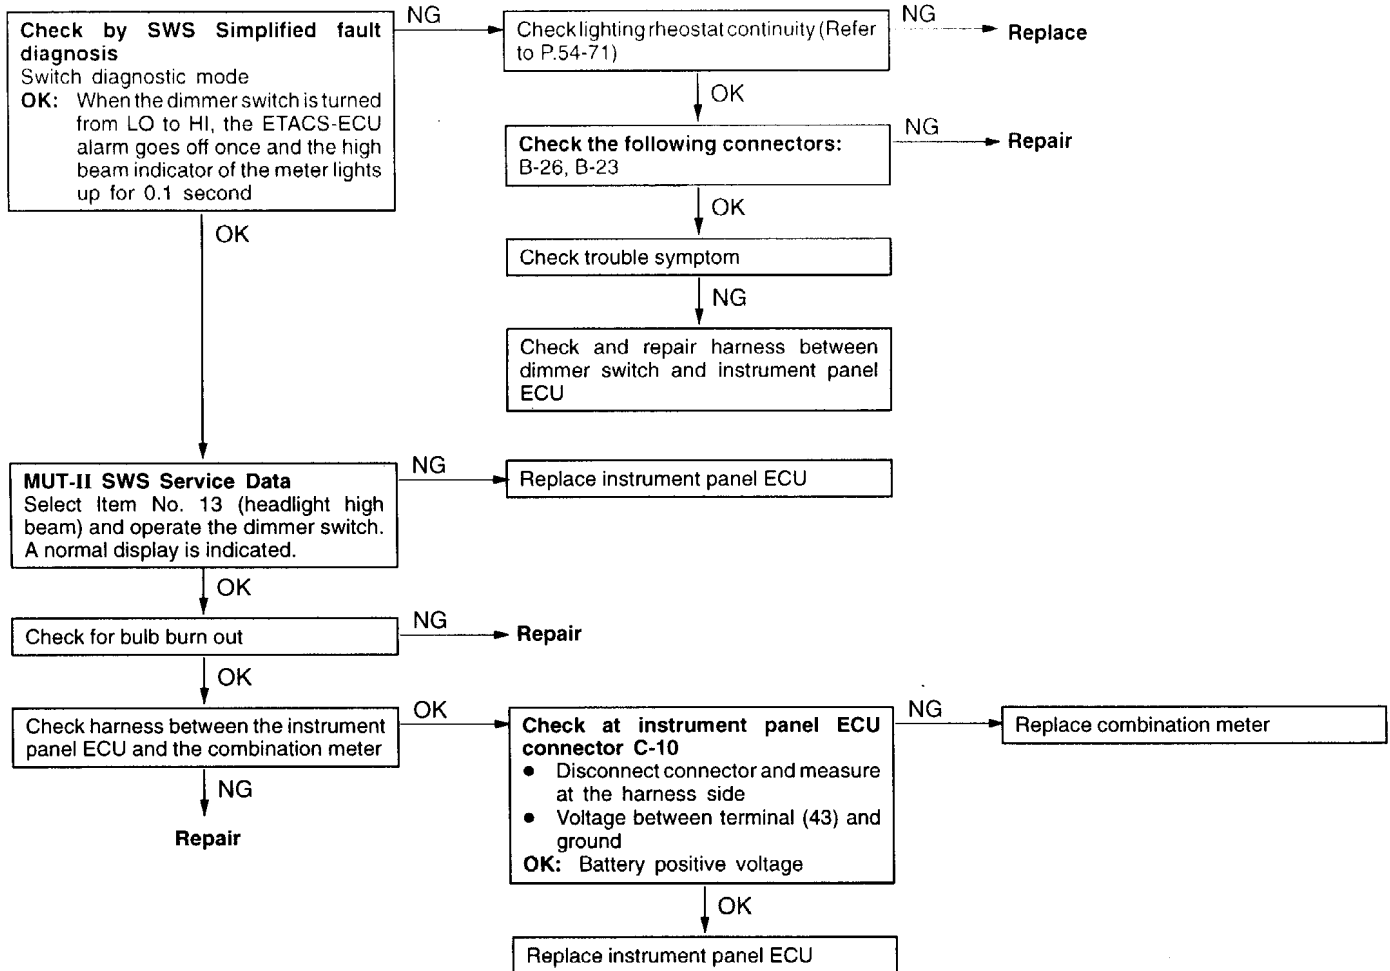 Check by SWS Simplified fault
diagnosis
Switch diagnostic mode
OK: When the dimmer switch is turned
from LO to HI, the ETACS-ECU
alarm goes off once and the high
beam indicator of the meter lights
up for 0.1 second
NG
Check lighting rheostat continuity (Refer
to P.54-71)
NG
Replace
OK
Check the following connectors:
B-26, B-23
NG
Repair
OK
Check trouble symptom
NG
Check and repair harness between
dimmer switch and instrument panel
ECU
OK
MUT-II SWS Service Data
Select Item No. 13 (headlight high
beam) and operate the dimmer switch.
A normal display is indicated.
NG
Replace instrument panel ECU
OK
Check for bulb burn out
NG
Repair
OK
Check harness between the instrument
panel ECU and the combination meter
OK
Check at instrument panel ECU
connector C-10
● Disconnect connector and measure
at the harness side
● Voltage between terminal (43) and
ground
OK: Battery positive voltage
NG
Replace combination meter
NG
Repair
OK
Replace instrument panel ECU